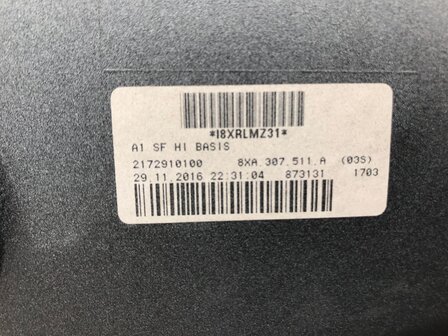 *I8XRLMZ31*
A1 SF HI BASIS
2172910100 8XA.307.511.A (03S)
29.11.2016 22:31:04 873131 1703